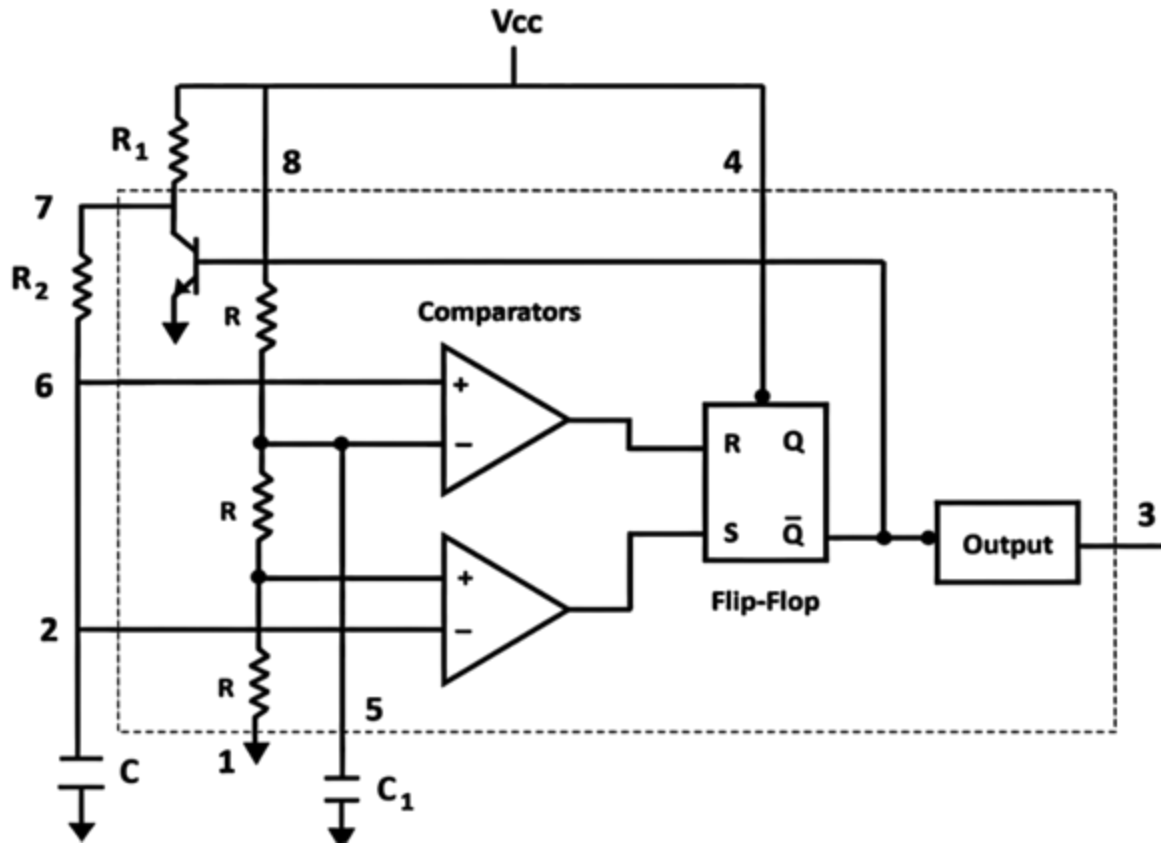 Vcc
R1
8
4
7
R2
R
Comparators
6
+
−
R Q
R
S Q̅
Output
3
+
Flip-Flop
2
−
R
5
1
C
C1